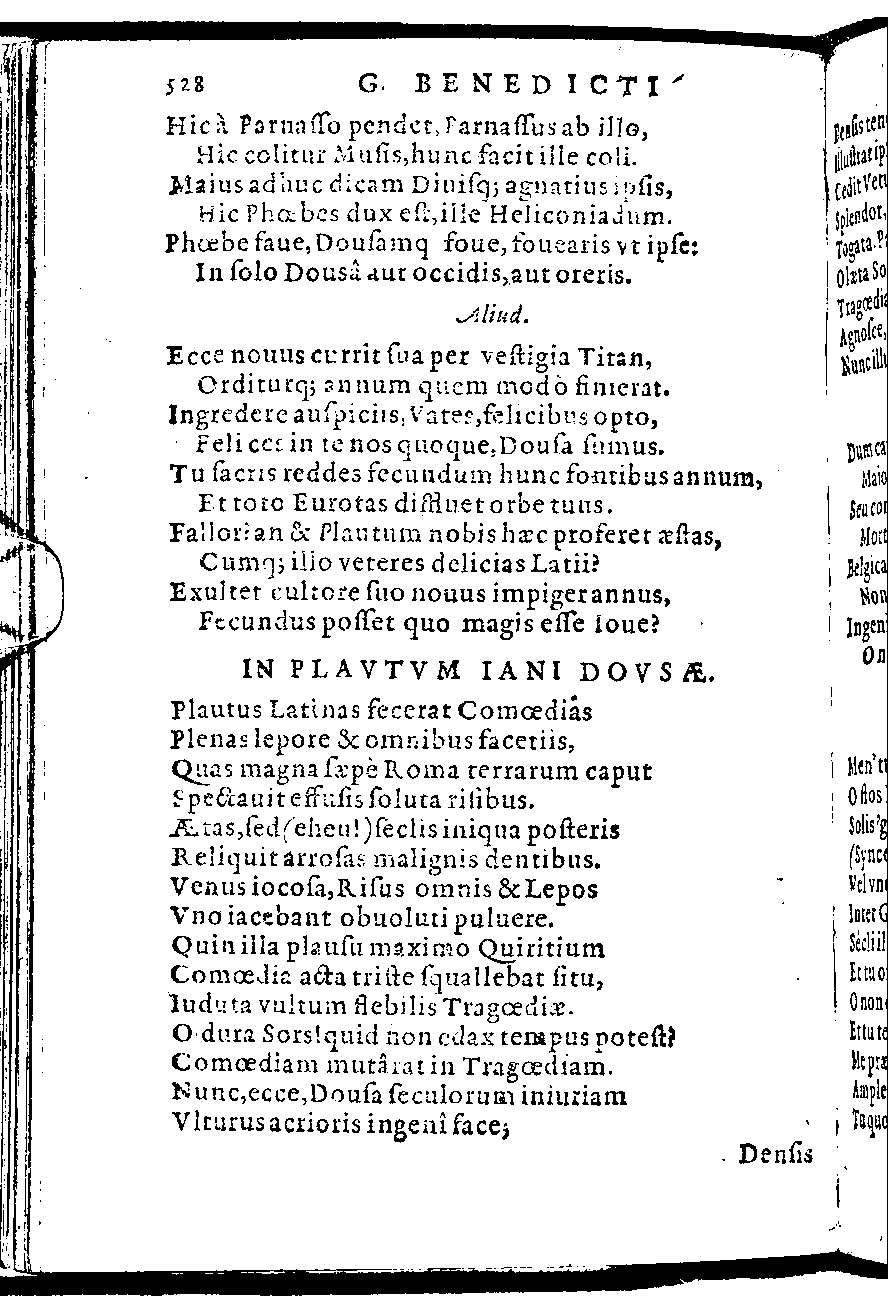 528 G. BENEDICTI
Hic à Parnaſſo pendet, Parnaſſus ab illo,
Hic colitur Muſis, hunc facit ille coli.
Maius adhuc dicam Diuiſq; agnatius ipſis,
Hic Phœbes dux eſt, ille Heliconiadum.
Phœbe faue, Douſamq foue, fouearis vt ipſe:
In ſolo Dousâ aut occidis, aut oreris.
Aliud.
Ecce nouus currit ſua per veſtigia Titan,
Orditurq; annum quem modò finierat.
Ingredere auſpiciis, Vates, felicibus opto,
Felices in te nos quoque, Douſa ſumus.
Tu ſacris reddes fecundum hunc fontibus annum,
Et toto Eurotas diffluet orbe tuus.
Fallor? an & Plautum nobis hæc proferet æſtas,
Cumq; illo veteres delicias Latii?
Exultet cultore ſuo nouus impiger annus,
Fecundus poſſet quo magis eſſe Ioue?
IN PLAVTVM IANI DOVSÆ.
Plautus Latinas fecerat Comœdias
Plenas lepore & omnibus facetiis,
Quas magna ſæpè Roma terrarum caput
Spectauit effuſis ſoluta riſibus.
Ætas, ſed (eheu!) ſeclis iniqua poſteris
Reliquit arroſas malignis dentibus.
Venus iocoſa, Riſus omnis & Lepos
Vno iacebant obuoluti puluere.
Quin illa plauſu maximo Quiritium
Comœdia acta triſte ſquallebat ſitu,
Induta vultum flebilis Tragœdiæ.
O dura Sors! quid non edax tempus poteſt?
Comœdiam mutârat in Tragœdiam.
Nunc, ecce, Douſa ſeculorum iniuriam
Vlturus acrioris ingenî face;
Denſis